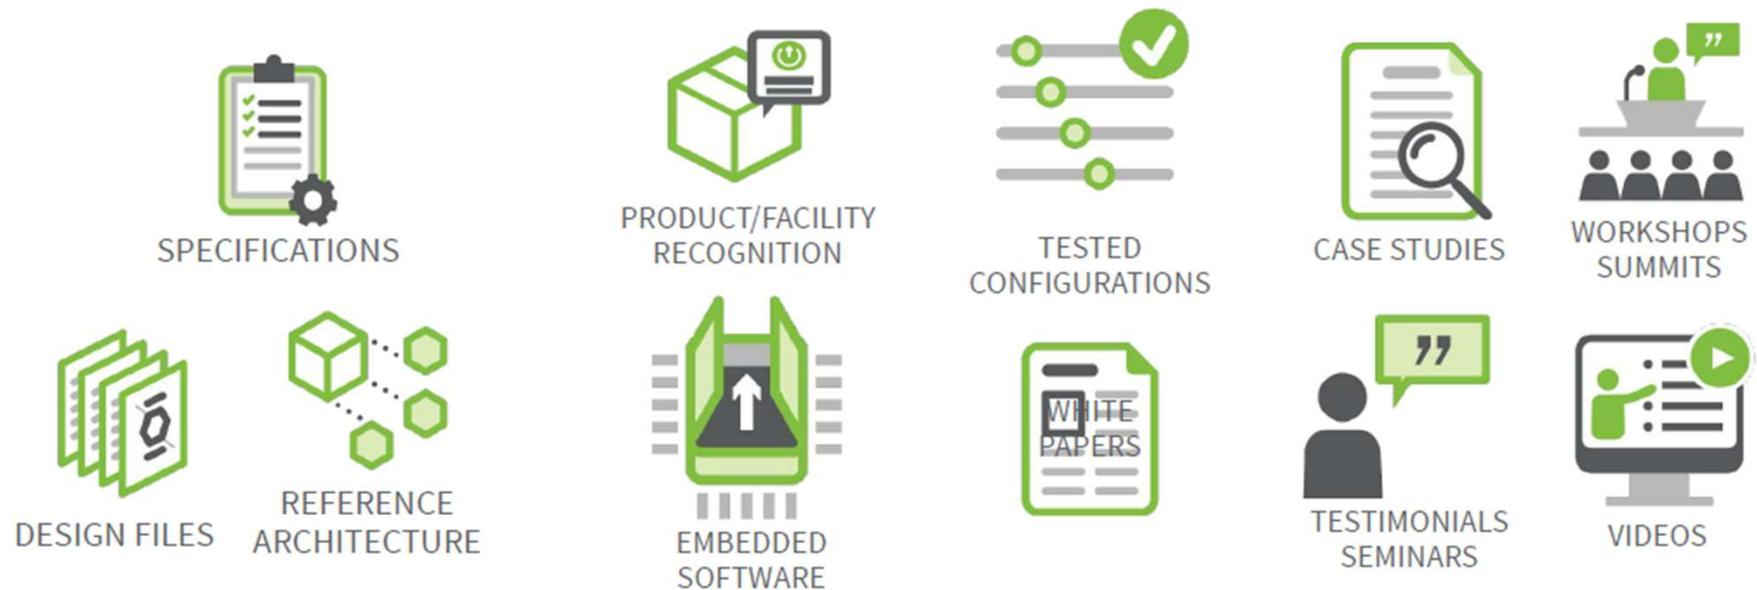 SPECIFICATIONS
PRODUCT/FACILITY
RECOGNITION
TESTED
CONFIGURATIONS
CASE STUDIES
WORKSHOPS
SUMMITS
DESIGN FILES
REFERENCE
ARCHITECTURE
EMBEDDED
SOFTWARE
WHITE
PAPERS
TESTIMONIALS
SEMINARS
VIDEOS